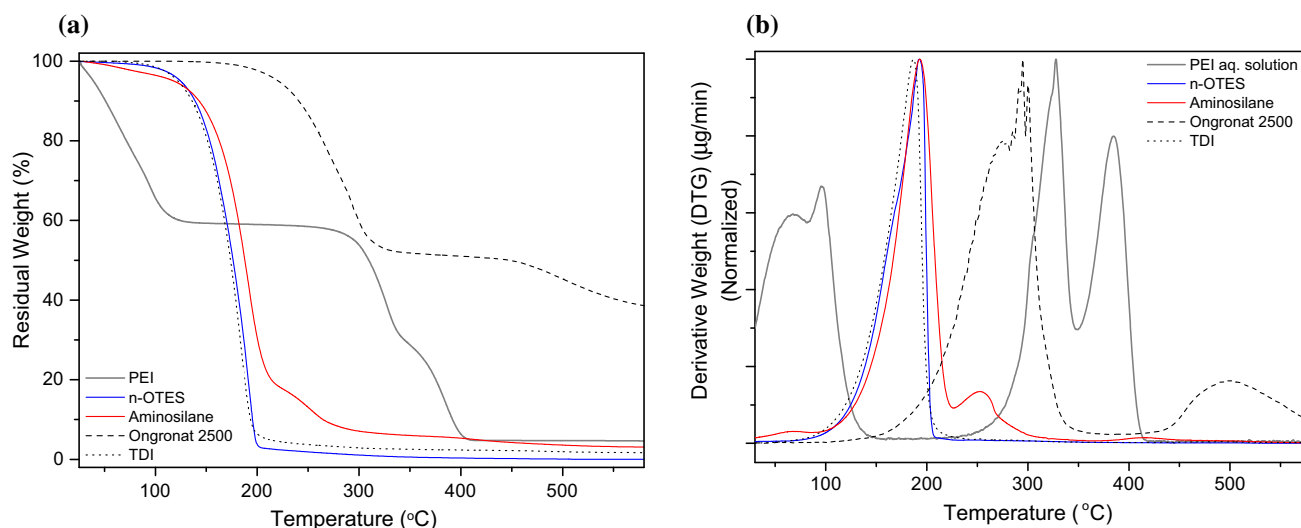 (a)
100
80
60
40
20
0
Residual Weight (%)
PEI
n-OTES
Aminosilane
Ongronat 2500
TDI
100 200 300 400 500
Temperature (°C)
(b)
Derivative Weight (DTG) (μg/min)
(Normalized)
PEI aq. solution
n-OTES
Aminosilane
Ongronat 2500
TDI
100 200 300 400 500
Temperature ( °C)